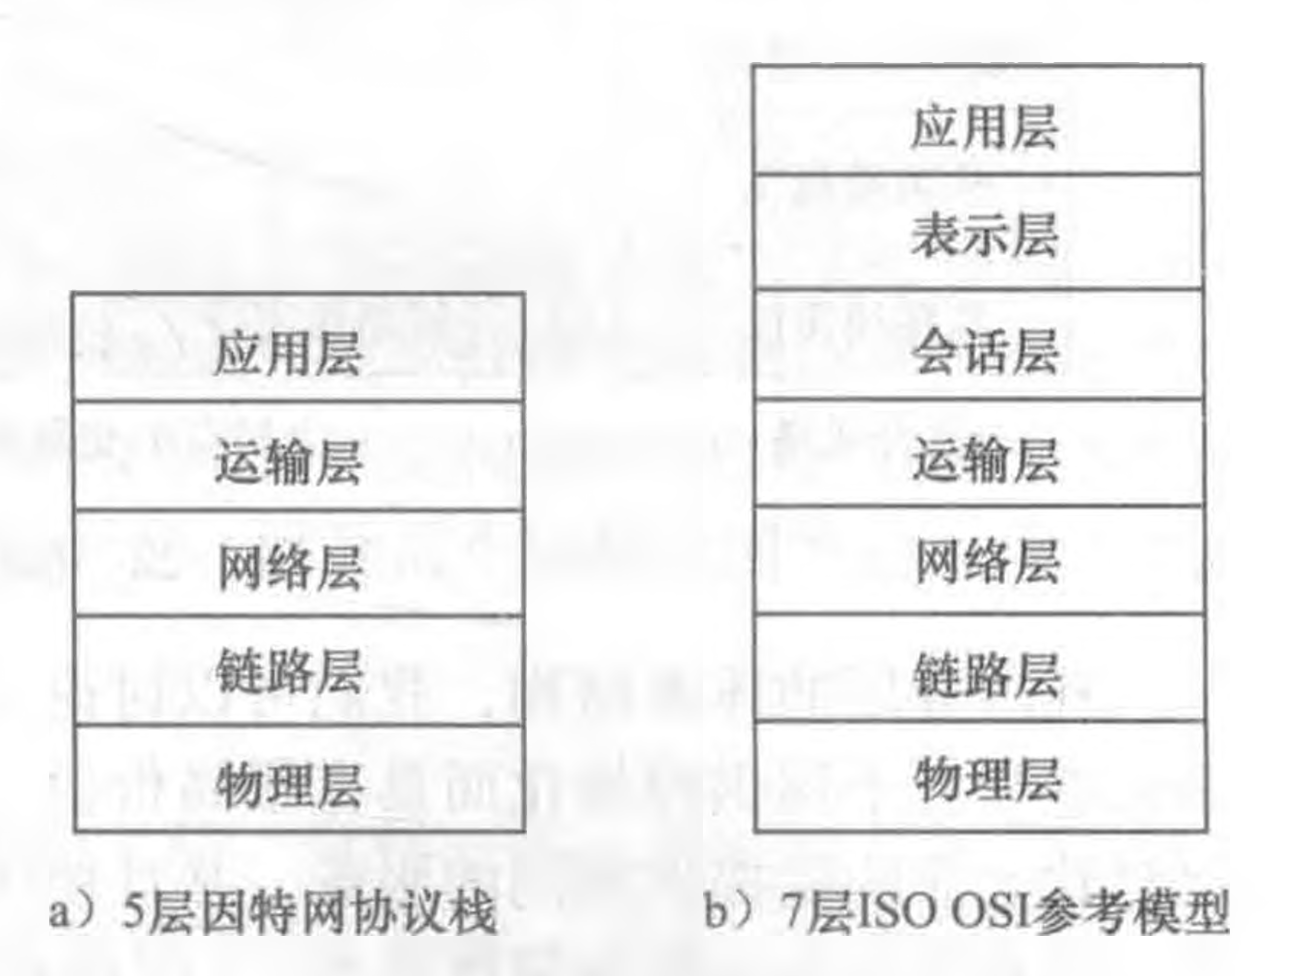 应用层
运输层
网络层
链路层
物理层
a）5层因特网协议栈
应用层
表示层
会话层
运输层
网络层
链路层
物理层
b）7层ISO OSI参考模型